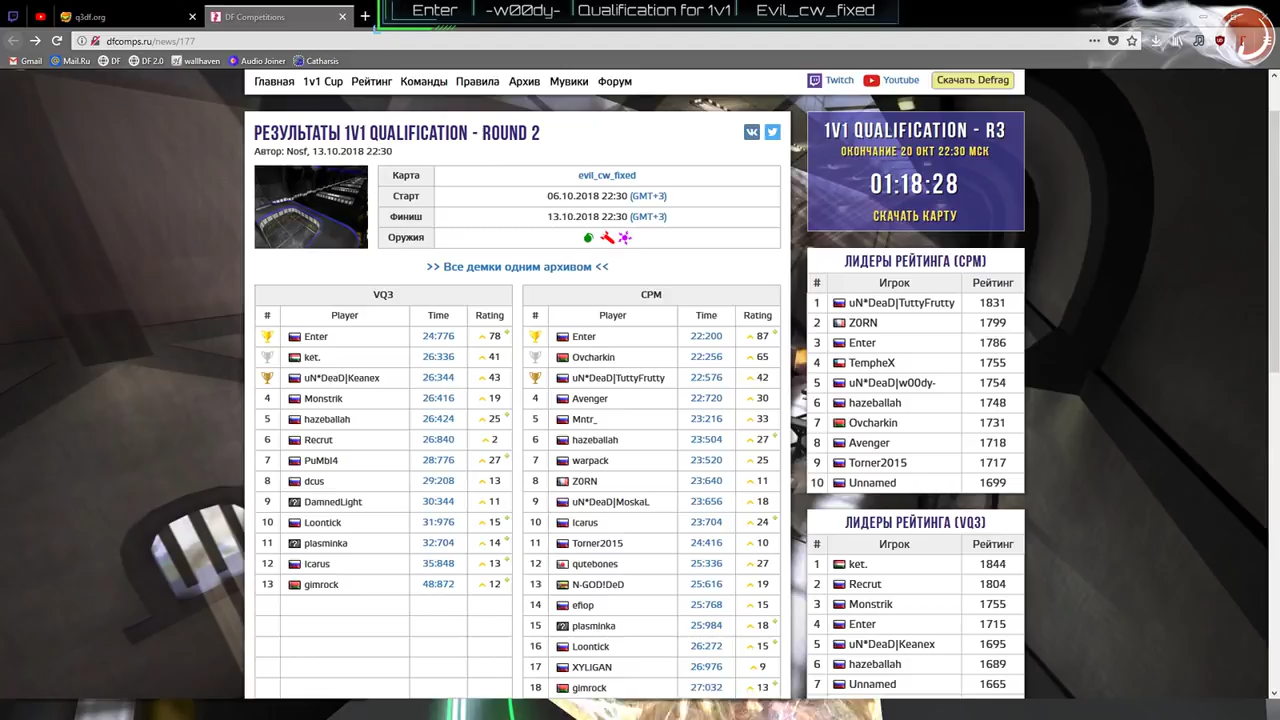 Enter -w00dy- Qualification for 1v1 Evil_cw_fixed
q3df.org DF Competitions
dfcomps.ru/news/177
Gmail Mail.Ru DF DF 2.0 wallhaven Audio Joiner Catharsis
Главная 1v1 Cup Рейтинг Команды Правила Архив Мувики Форум Twitch Youtube Скачать Defrag
РЕЗУЛЬТАТЫ 1V1 QUALIFICATION - ROUND 2
Автор: Nosf, 13.10.2018 22:30
Карта evil_cw_fixed
Старт 06.10.2018 22:30 (GMT+3)
Финиш 13.10.2018 22:30 (GMT+3)
Оружия
>> Все демки одним архивом <<
VQ3
# Player Time Rating
Enter 24:776 78
ket. 26:336 41
uN*DeaD|Keanex 26:344 43
4 Monstrik 26:416 19
5 hazeballah 26:424 25
6 Recrut 26:840 2
7 PuMbl4 28:776 27
8 dcus 29:208 13
9 DamnedLight 30:344 11
10 Loontick 31:976 15
11 plasminka 32:704 14
12 Icarus 35:848 13
13 gimrock 48:872 12
CPM
# Player Time Rating
Enter 22:200 87
Ovcharkin 22:256 65
uN*DeaD|TuttyFrutty 22:576 42
4 Avenger 22:720 30
5 Mntr_ 23:216 33
6 hazeballah 23:504 27
7 warpack 23:520 25
8 Z0RN 23:640 11
9 uN*DeaD|MoskaL 23:656 18
10 Icarus 23:704 24
11 Torner2015 24:416 10
12 qutebones 25:336 27
13 N-GOD!DeD 25:616 19
14 efiop 25:768 15
15 plasminka 25:984 18
16 Loontick 26:272 15
17 XYLIGAN 26:976 9
18 gimrock 27:032 13
1V1 QUALIFICATION - R3
ОКОНЧАНИЕ 20 ОКТ 22:30 МСК
01:18:28
СКАЧАТЬ КАРТУ
ЛИДЕРЫ РЕЙТИНГА (CPM)
# Игрок Рейтинг
1 uN*DeaD|TuttyFrutty 1831
2 Z0RN 1799
3 Enter 1786
4 TempheX 1755
5 uN*DeaD|w00dy- 1754
6 hazeballah 1748
7 Ovcharkin 1731
8 Avenger 1718
9 Torner2015 1717
10 Unnamed 1699
ЛИДЕРЫ РЕЙТИНГА (VQ3)
# Игрок Рейтинг
1 ket. 1844
2 Recrut 1804
3 Monstrik 1755
4 Enter 1715
5 uN*DeaD|Keanex 1695
6 hazeballah 1689
7 Unnamed 1665